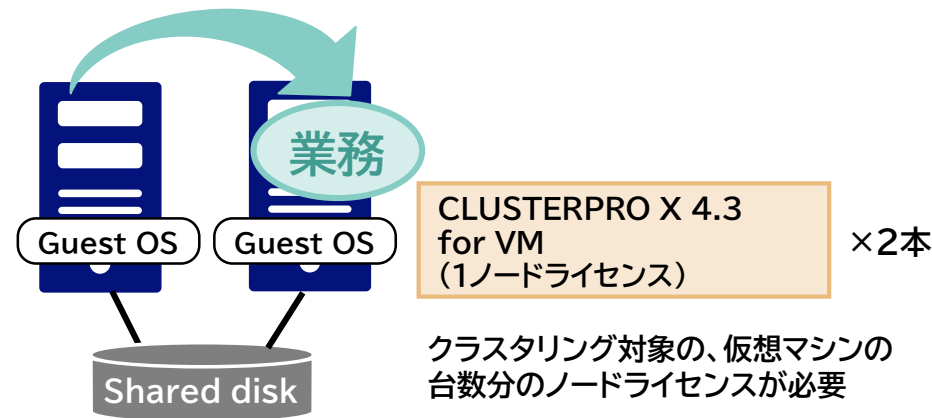 業務
Guest OS
Guest OS
Shared disk
CLUSTERPRO X 4.3
for VM
(1ノードライセンス)
×2本
クラスタリング対象の、仮想マシンの
台数分のノードライセンスが必要